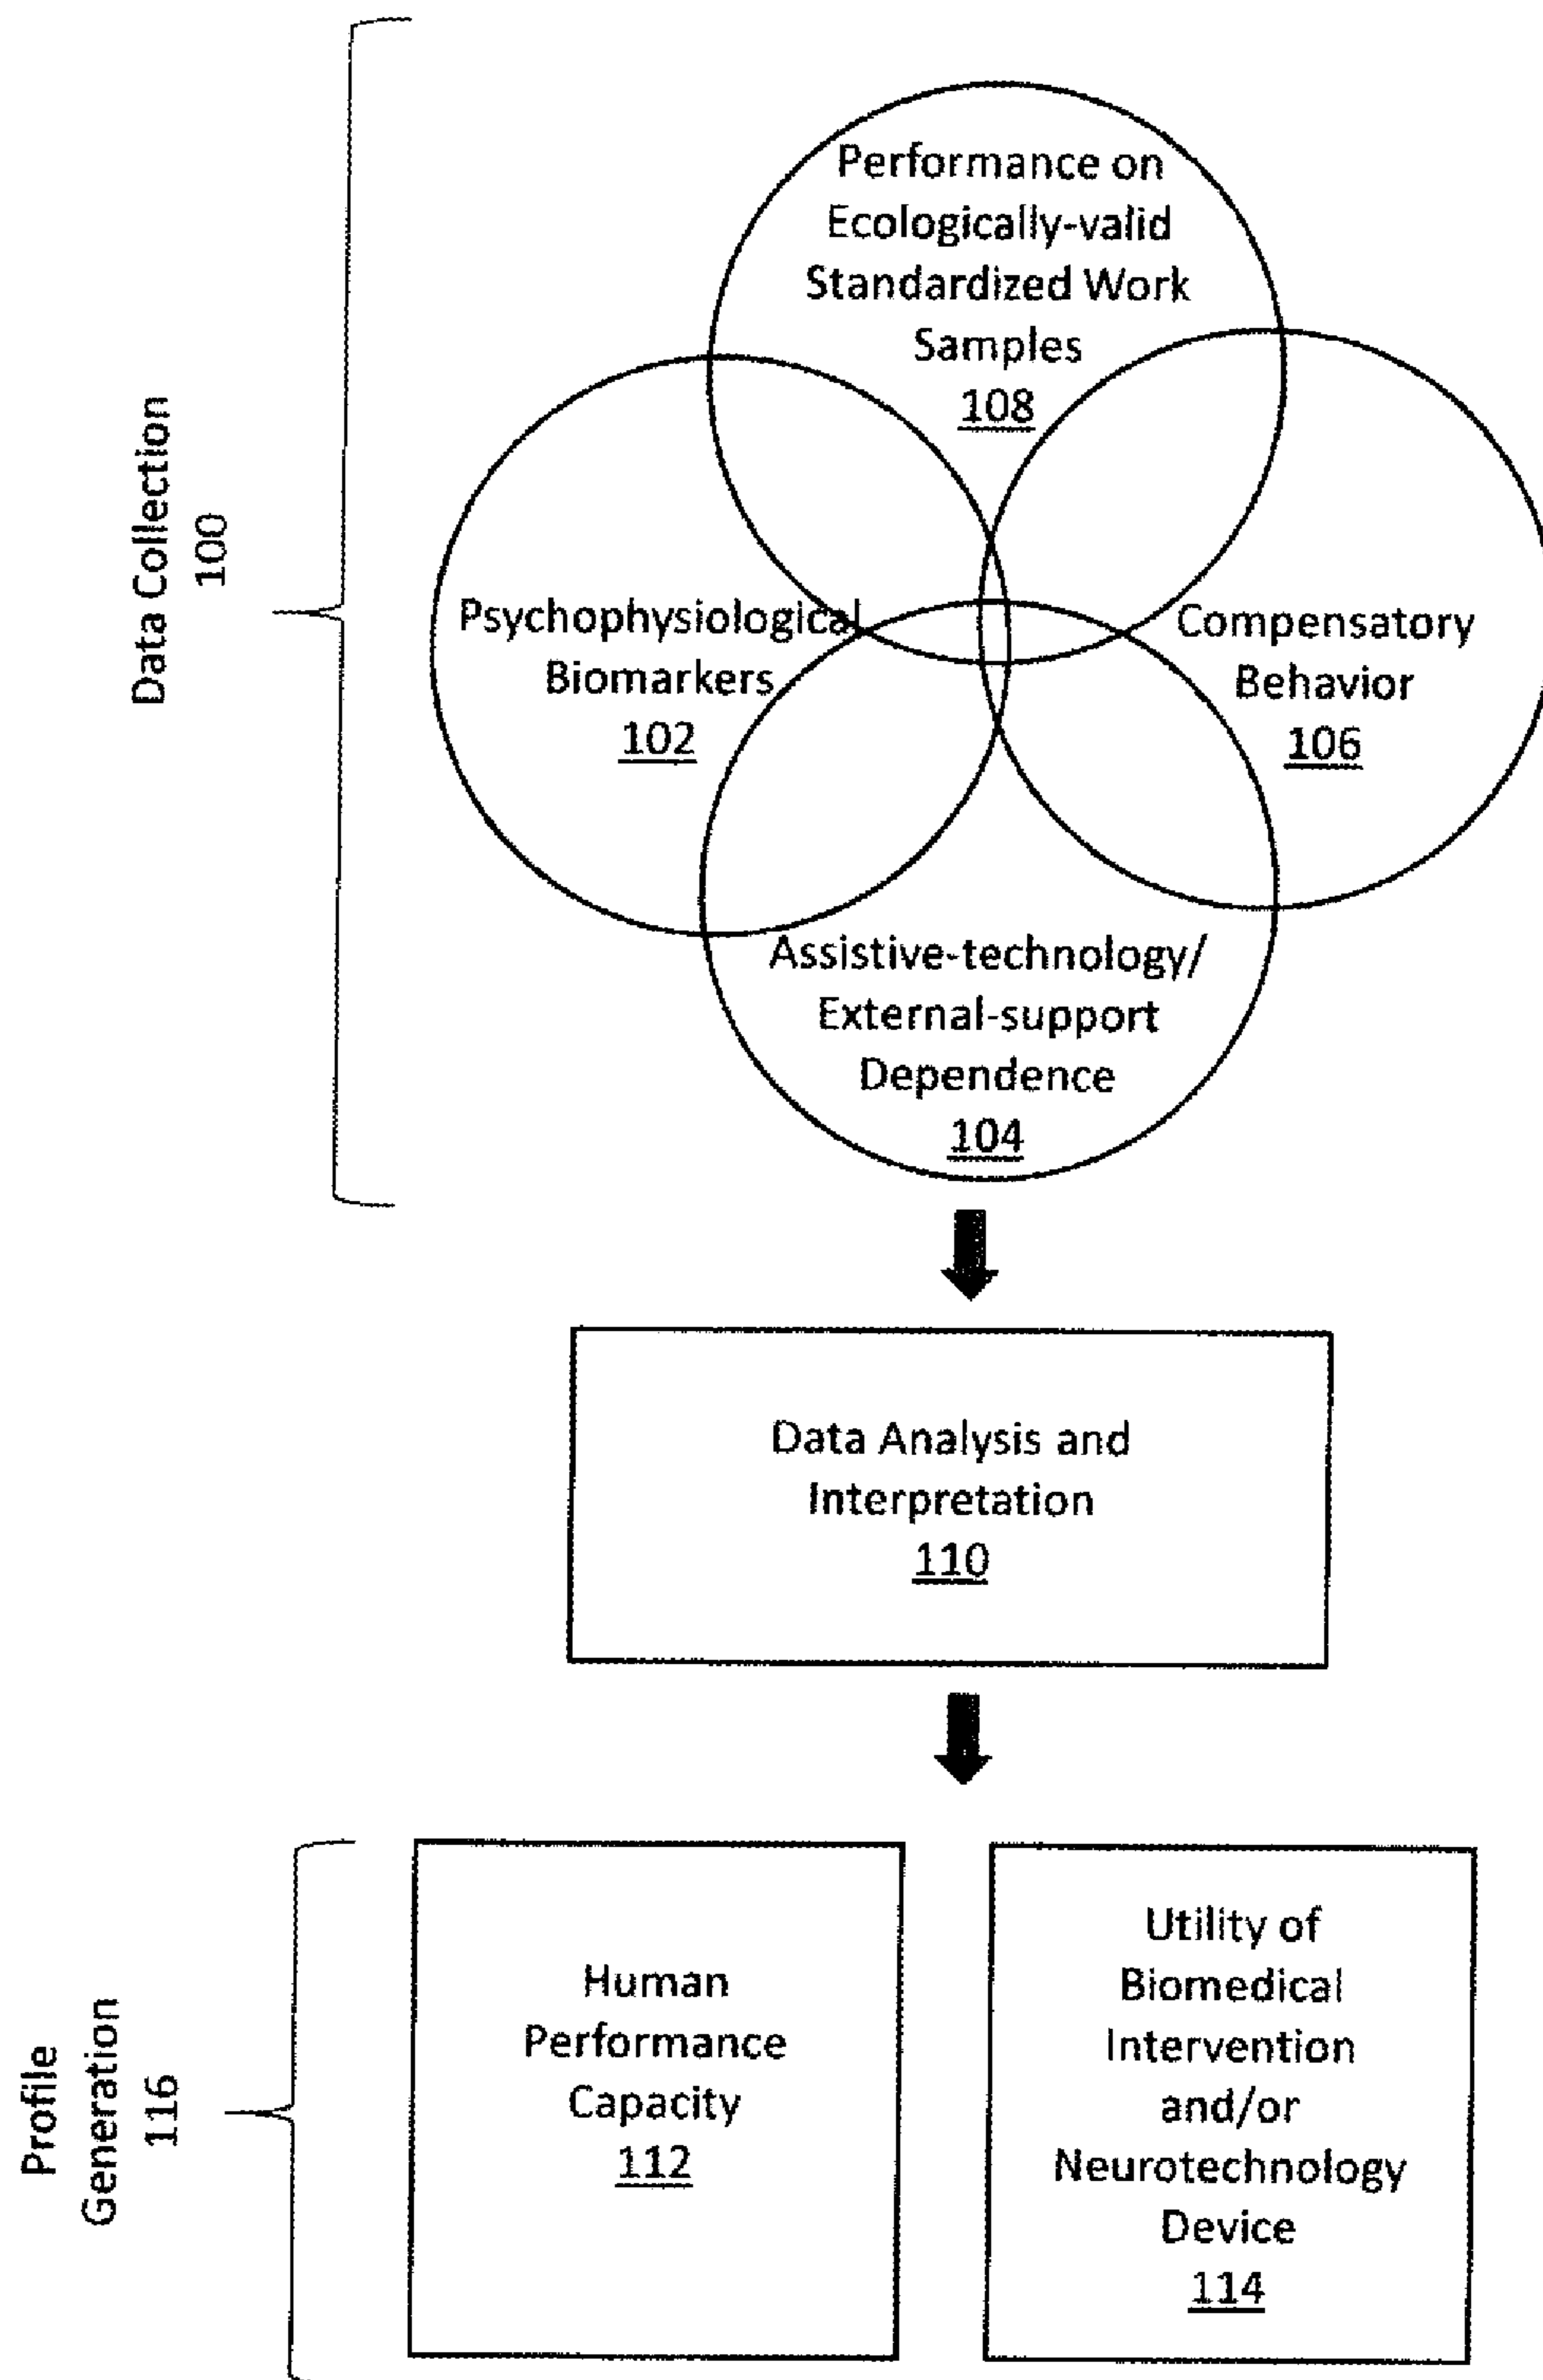 Data Collection
100
Performance on
Ecologically-valid
Standardized Work
Samples
108
Psychophysiological
Biomarkers
102
Compensatory
Behavior
106
Assistive-technology/
External-support
Dependence
104
Data Analysis and
Interpretation
110
Profile
Generation
116
Human
Performance
Capacity
112
Utility of
Biomedical
Intervention
and/or
Neurotechnology
Device
114